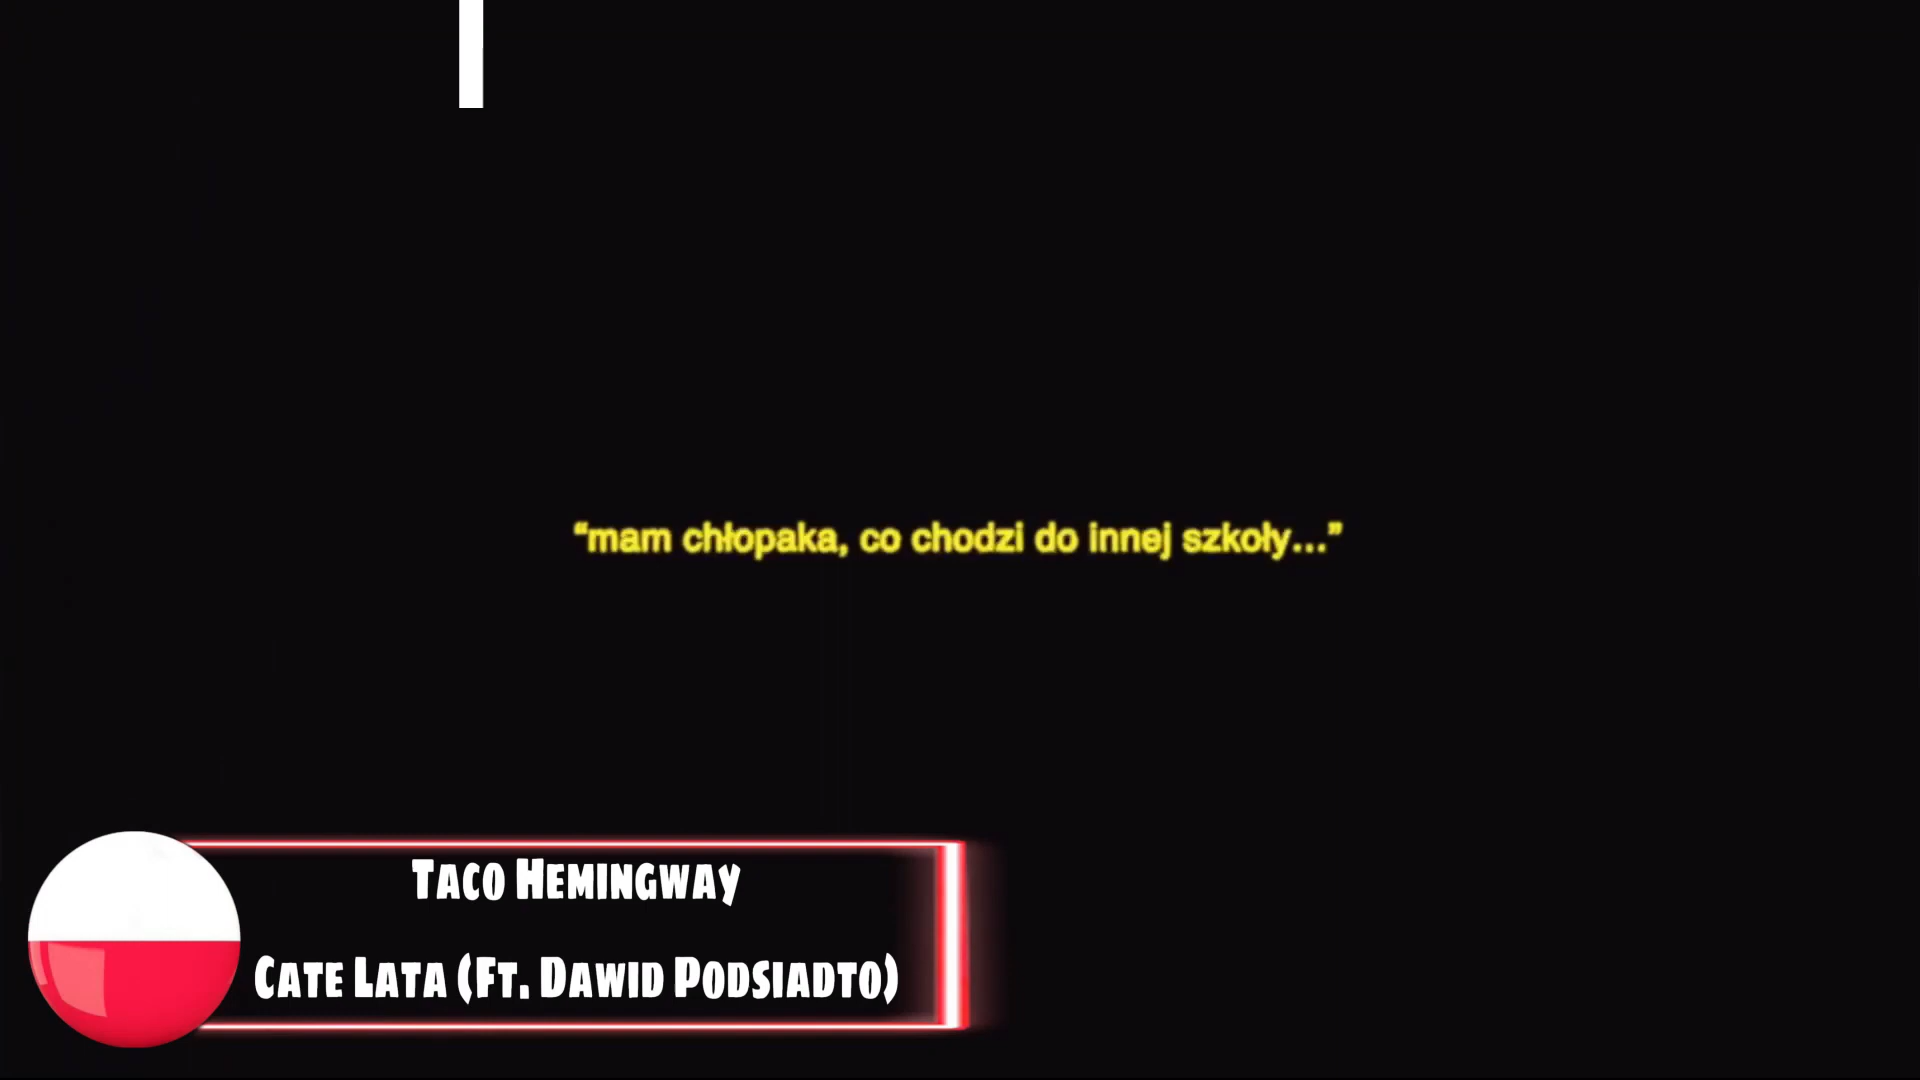 “mam chłopaka, co chodzi do innej szkoły...”
Taco Hemingway
Cate Lata (Ft. Dawid Podsiadto)